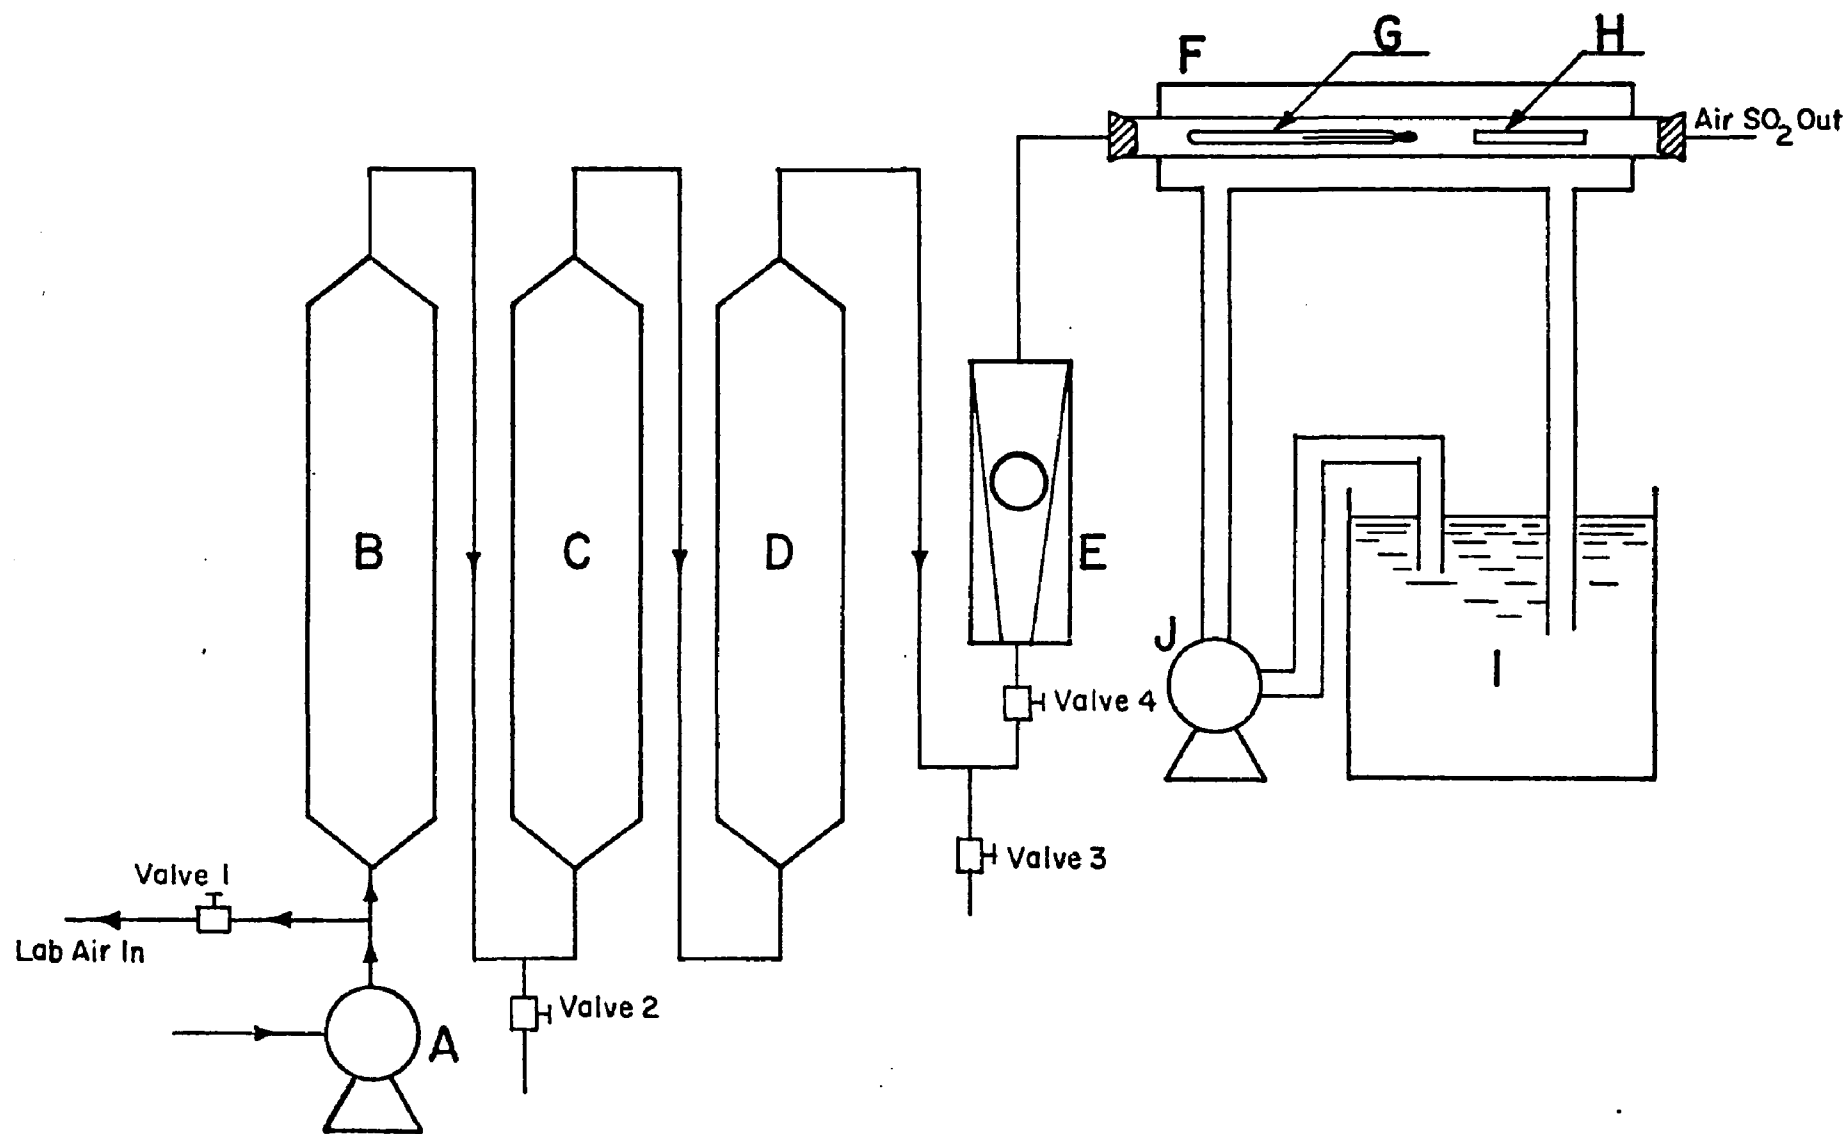 F
G
H
Air SO2 Out
B
C
D
E
J
I
Valve 4
Valve 3
Valve 1
Lab Air In
Valve 2
A